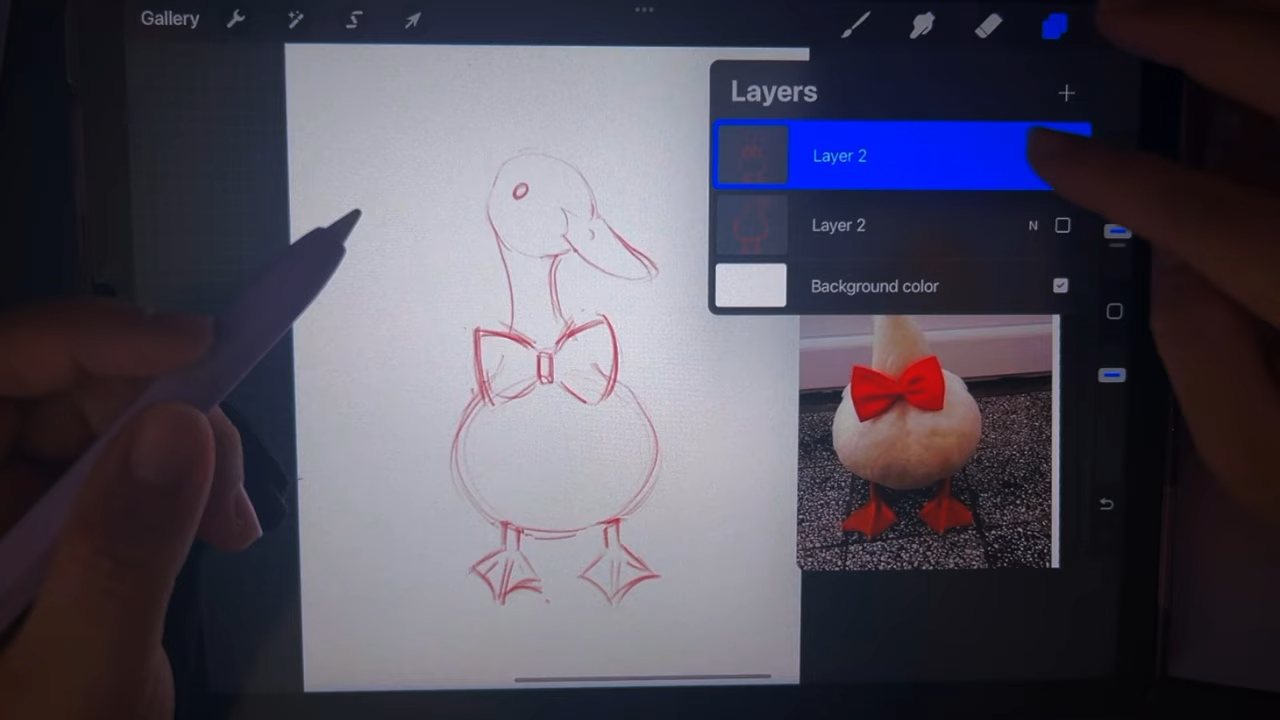 Gallery
Layers
Layer 2
Layer 2 N
Background color